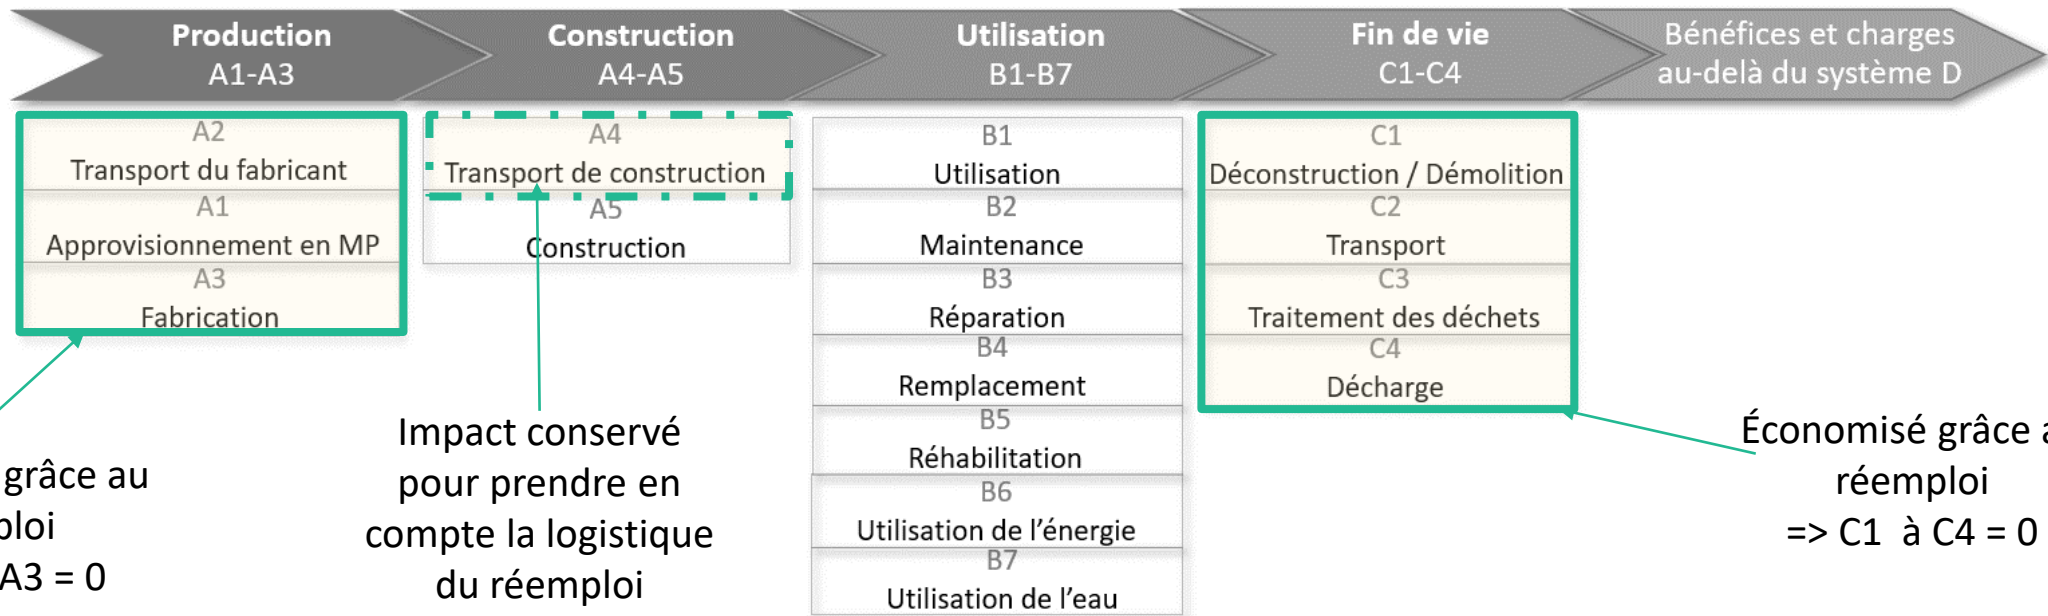 Production
A1-A3
Construction
A4-A5
Utilisation
B1-B7
Fin de vie
C1-C4
Bénéfices et charges
au-delà du système D
A2
Transport du fabricant
A1
Approvisionnement en MP
A3
Fabrication
A4
Transport de construction
A5
Construction
B1
Utilisation
B2
Maintenance
B3
Réparation
B4
Remplacement
B5
Réhabilitation
B6
Utilisation de l'énergie
B7
Utilisation de l'eau
C1
Déconstruction / Démolition
C2
Transport
C3
Traitement des déchets
C4
Décharge
grâce au
ploi
A3 = 0
Impact conservé
pour prendre en
compte la logistique
du réemploi
Économisé grâce a
réemploi
=> C1 à C4 = 0